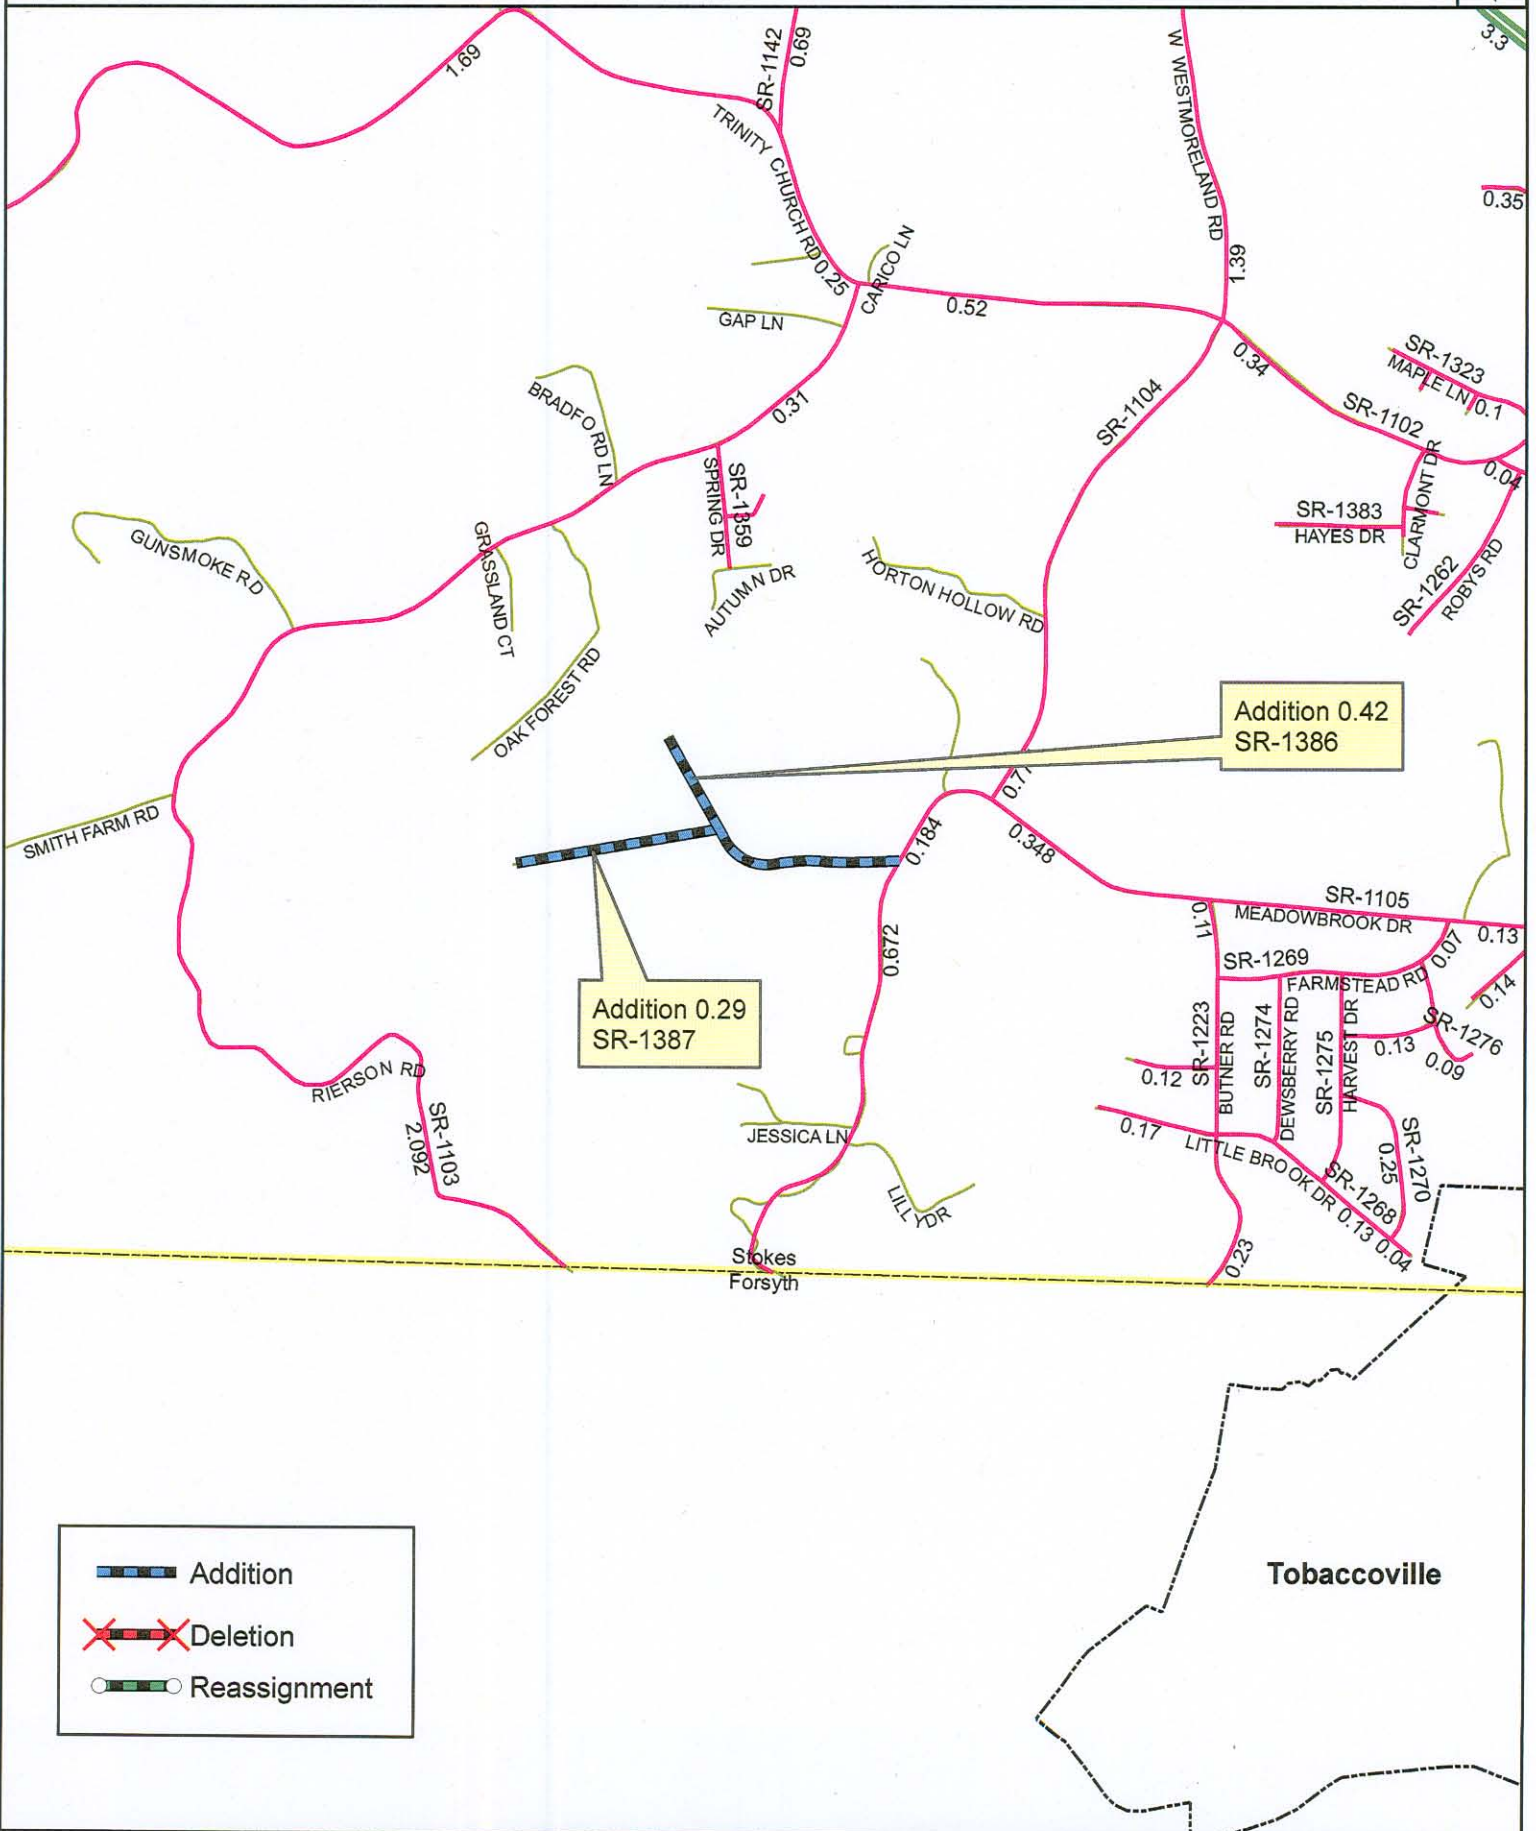 3.3
1.69
SR-1142
0.69
W WESTMORELAND RD
TRINITY CHURCH RD
0.25
CARICO LN
0.35
1.39
0.52
GAP LN
0.34
SR-1323
MAPLE LN
0.1
BRADFORD LN
0.31
SR-1104
SR-1102
0.04
SPRING DR
SR-1359
CLARMONT DR
SR-1383
HAYES DR
GUNSMOKE RD
GRASSLAND CT
AUTUMN DR
HORTON HOLLOW RD
SR-1262
ROBYS RD
OAK FOREST RD
Addition 0.42
SR-1386
0.77
SMITH FARM RD
0.184
0.348
SR-1105
MEADOWBROOK DR
0.11
0.07
0.13
0.672
SR-1269
FARMSTEAD RD
0.14
Addition 0.29
SR-1387
SR-1223
BUTNER RD
SR-1274
DEWSBERRY RD
SR-1275
HARVEST DR
SR-1276
0.13
0.09
RIERSON RD
0.12
SR-1103
2.092
JESSICA LN
0.17
LITTLE BROOK DR
SR-1270
0.25
SR-1268
0.13
0.04
LILLY DR
0.23
Stokes
Forsyth
Addition
Deletion
Reassignment
Tobaccoville